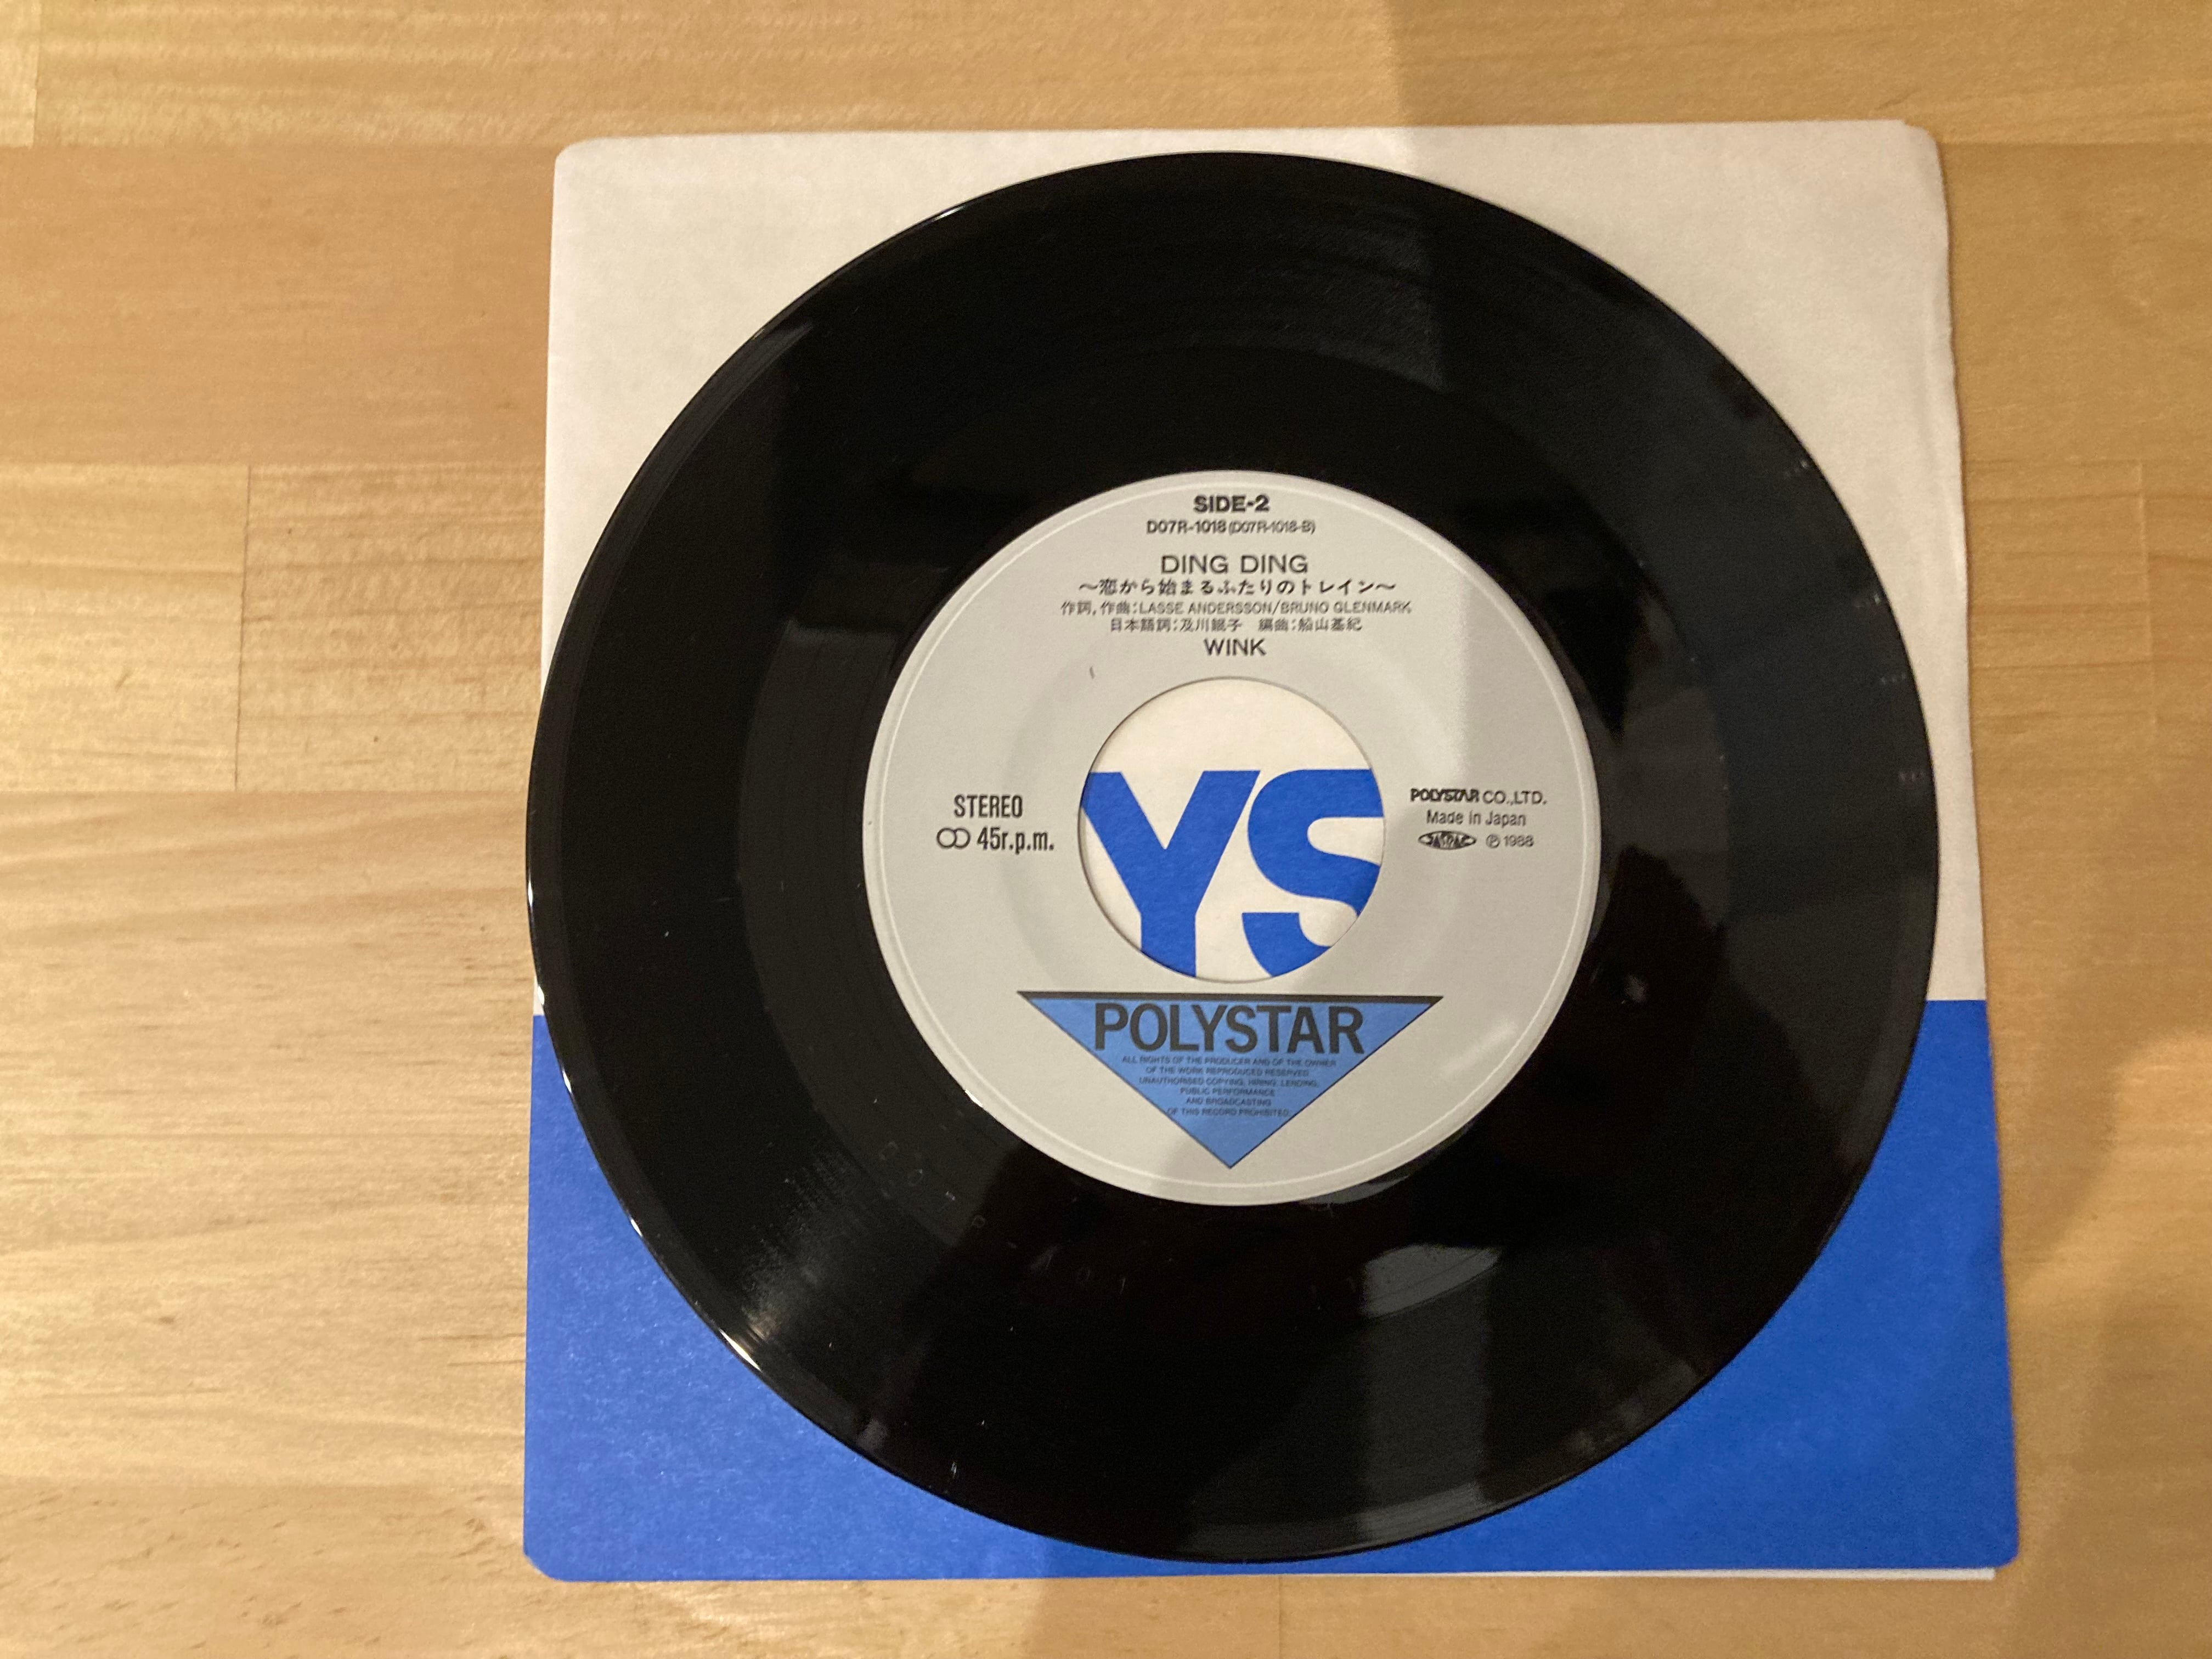 SIDE-2
D07R-1018 (D07R-1018-B)
DING DING
〜恋から始まるふたりのトレイン〜
作詞, 作曲:LASSE ANDERSSON/BRUNO GLENMARK
日本語詞:及川眠子 編曲:船山基紀
WINK
STEREO
45r.p.m.
YS
POLYSTAR CO.,LTD.
Made in Japan
JASRAC ℗ 1988
POLYSTAR
ALL RIGHTS OF THE PRODUCER AND OF THE OWNER
OF THE WORK REPRODUCED RESERVED
UNAUTHORISED COPYING, HIRING, LENDING,
PUBLIC PERFORMANCE
AND BROADCASTING
OF THIS RECORD PROHIBITED.